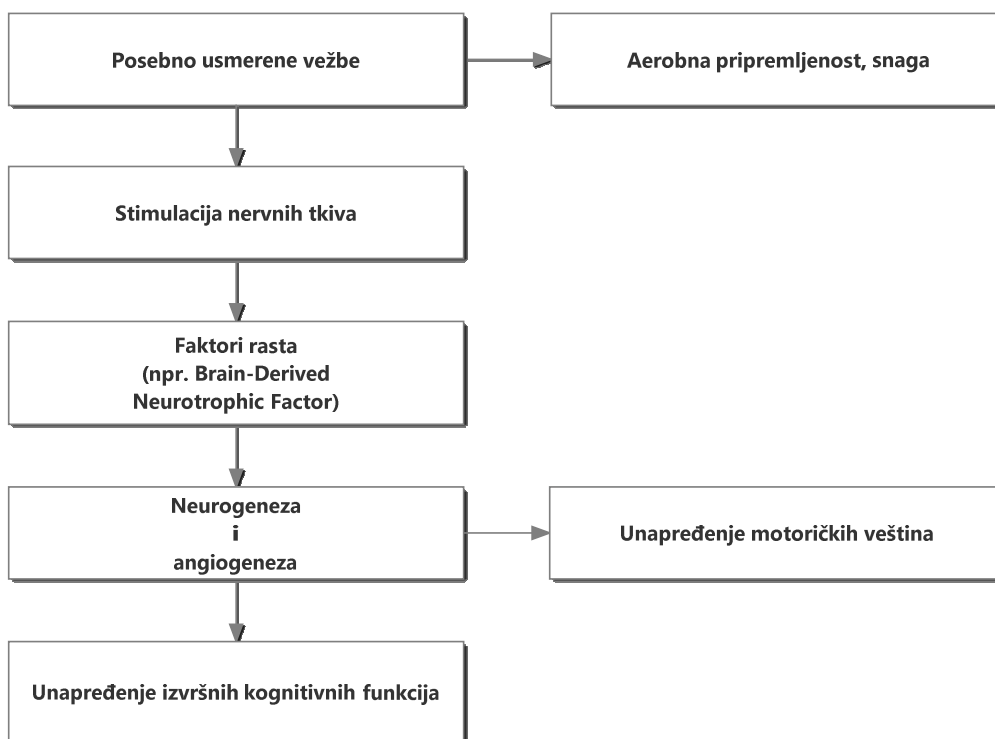 Posebno usmerene vežbe
Aerobna pripremljenost, snaga
Stimulacija nervnih tkiva
Faktori rasta
(npr. Brain-Derived
Neurotrophic Factor)
Neurogeneza
i
angiogeneza
Unapređenje motoričkih veština
Unapređenje izvršnih kognitivnih funkcija